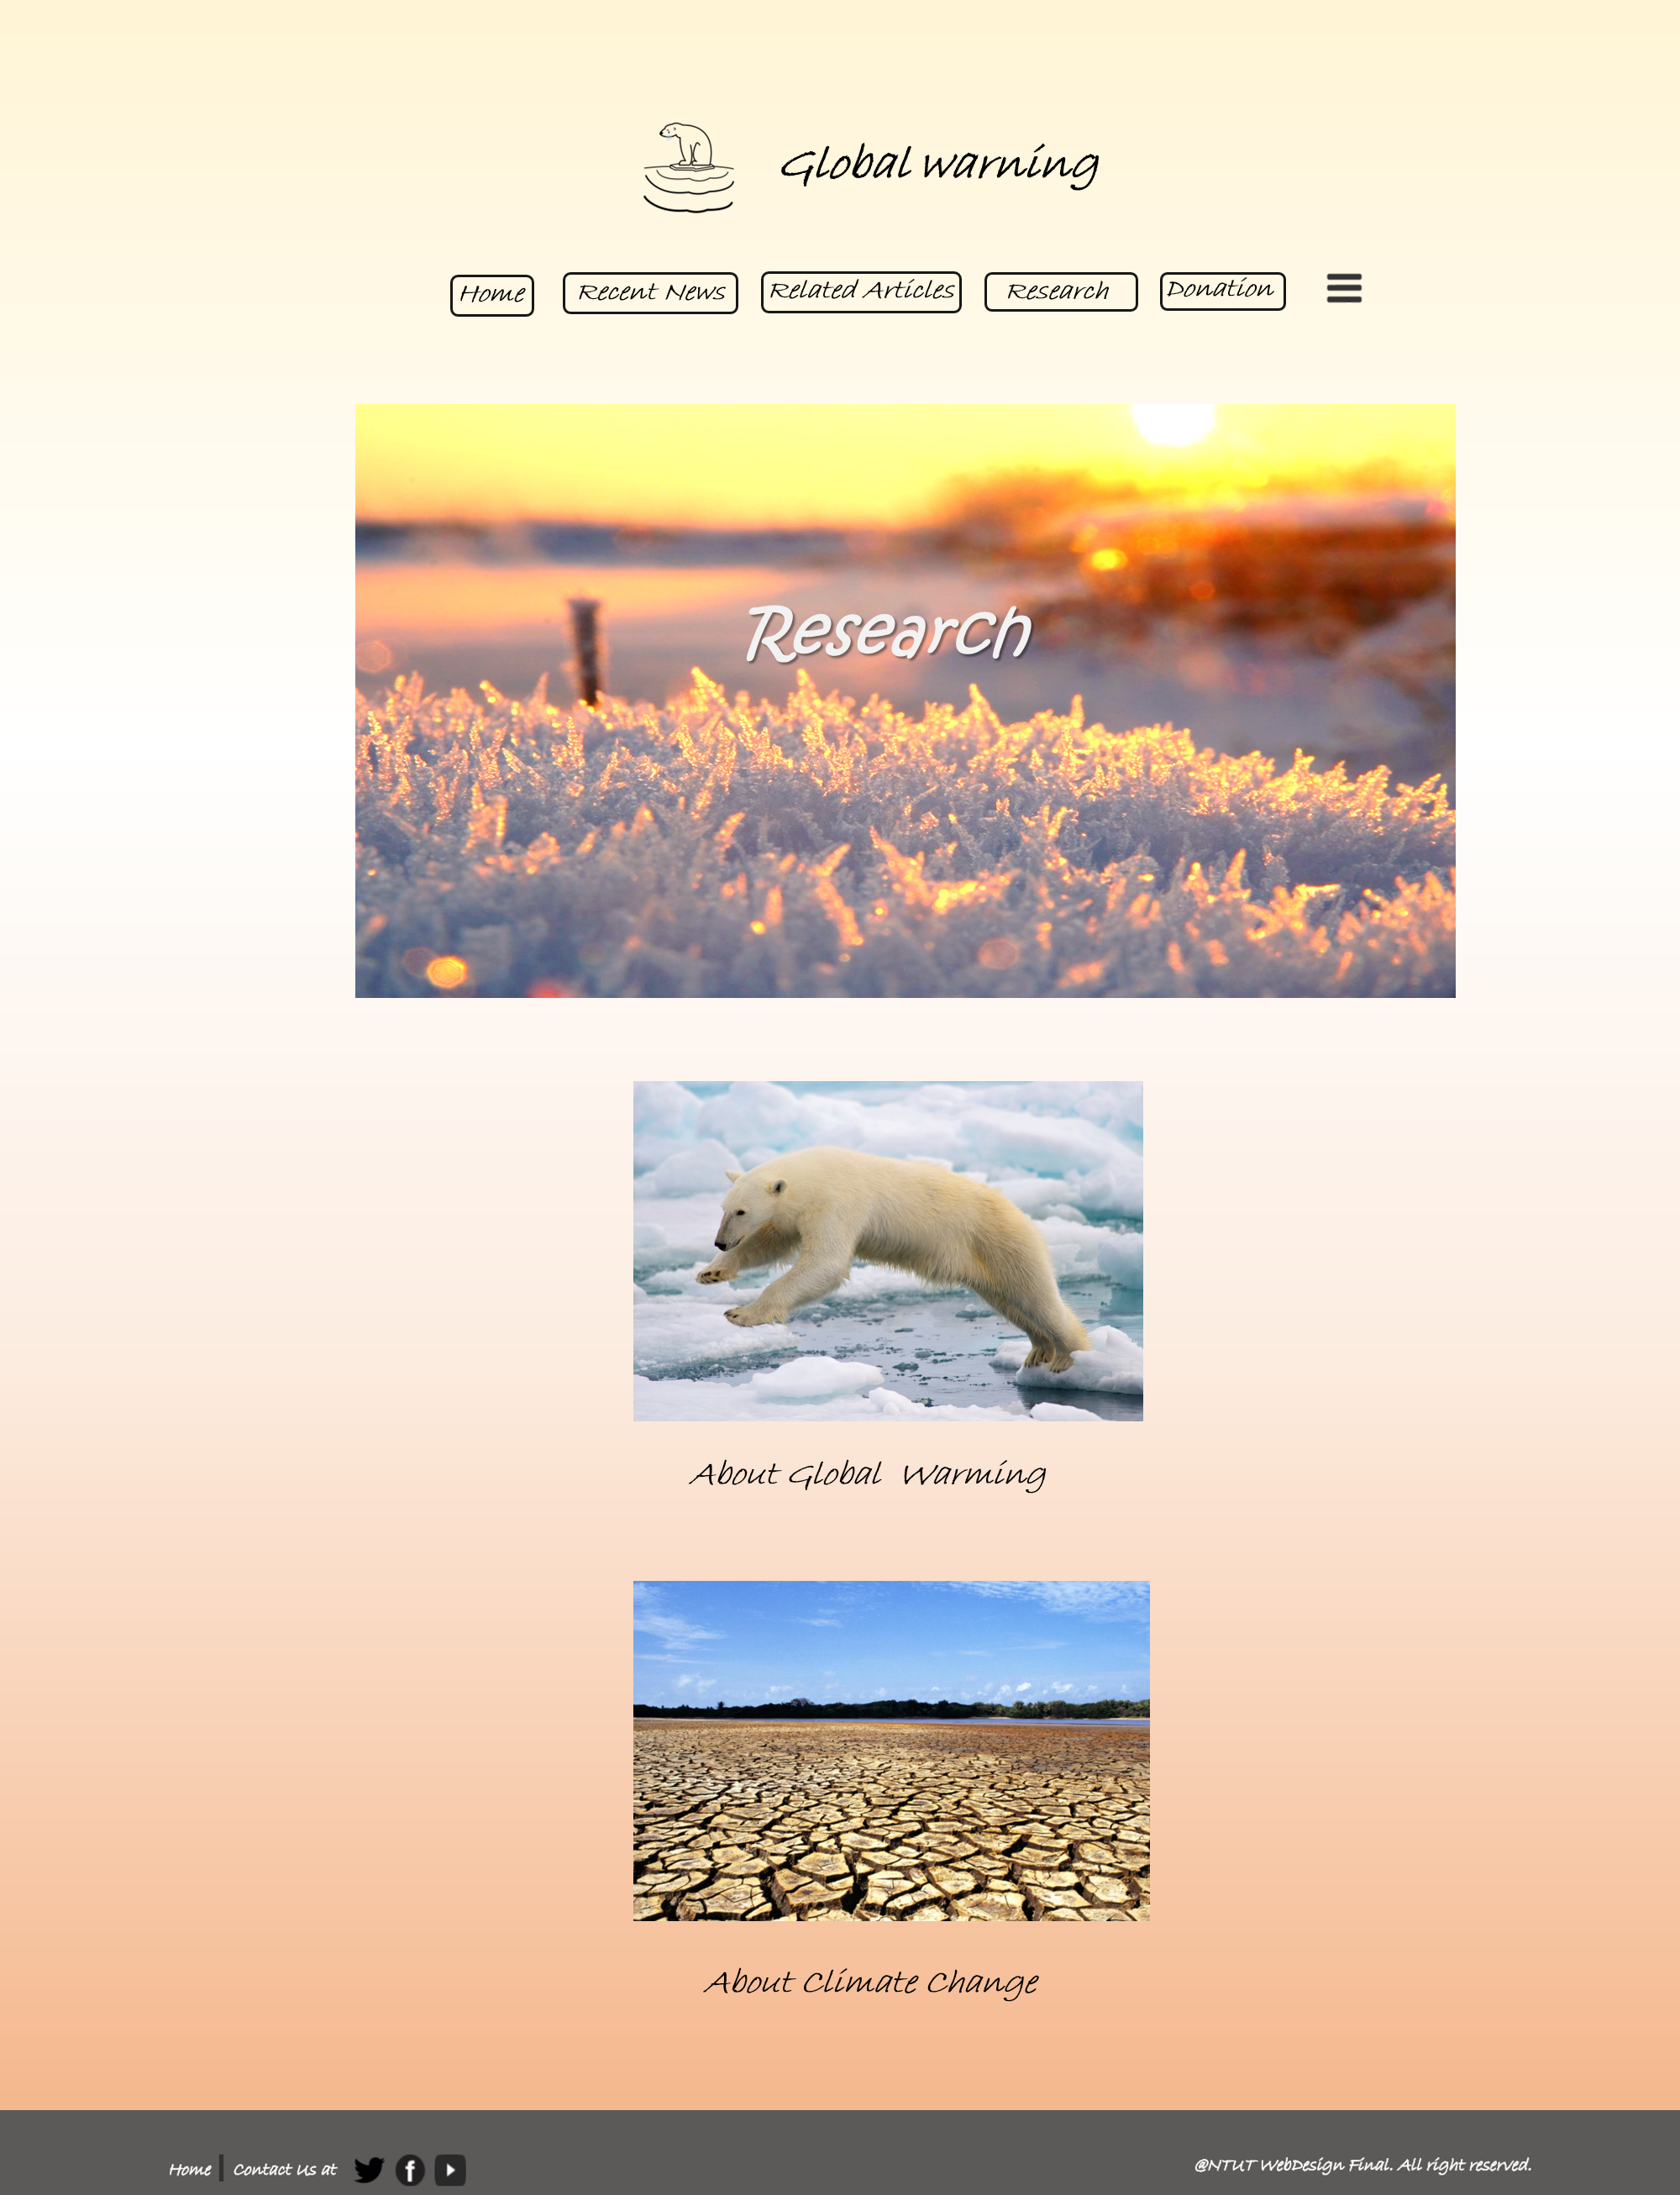 Global warning
Home
Recent News
Related Articles
Research
Donation
Research
About Global Warming
About Climate Change
Home
Contact Us at
@NTUT WebDesign Final. All right reserved.